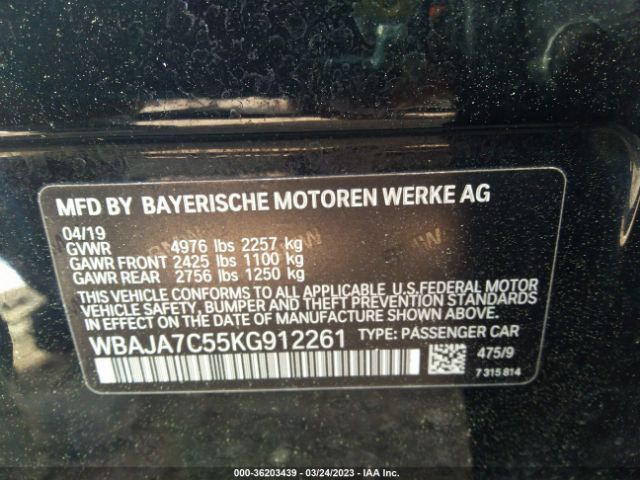 MFD BY BAYERISCHE MOTOREN WERKE AG
04/19
GVWR 4976 lbs 2257 kg
GAWR FRONT 2425 lbs 1100 kg
GAWR REAR 2756 lbs 1250 kg
THIS VEHICLE CONFORMS TO ALL APPLICABLE U.S.FEDERAL MOTOR
VEHICLE SAFETY, BUMPER AND THEFT PREVENTION STANDARDS
IN EFFECT ON THE DATE OF MANUFACTURE SHOWN ABOVE.
WBAJA7C55KG912261 TYPE: PASSENGER CAR
475/9
7 315 814
000-36203439 - 03/24/2023 - IAA Inc.